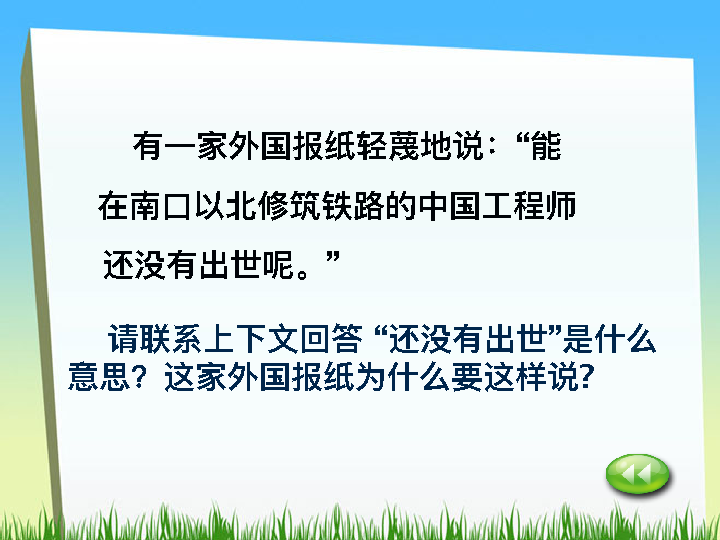 有一家外国报纸轻蔑地说：“能
在南口以北修筑铁路的中国工程师
还没有出世呢。”
请联系上下文回答 “还没有出世”是什么
意思？这家外国报纸为什么要这样说？